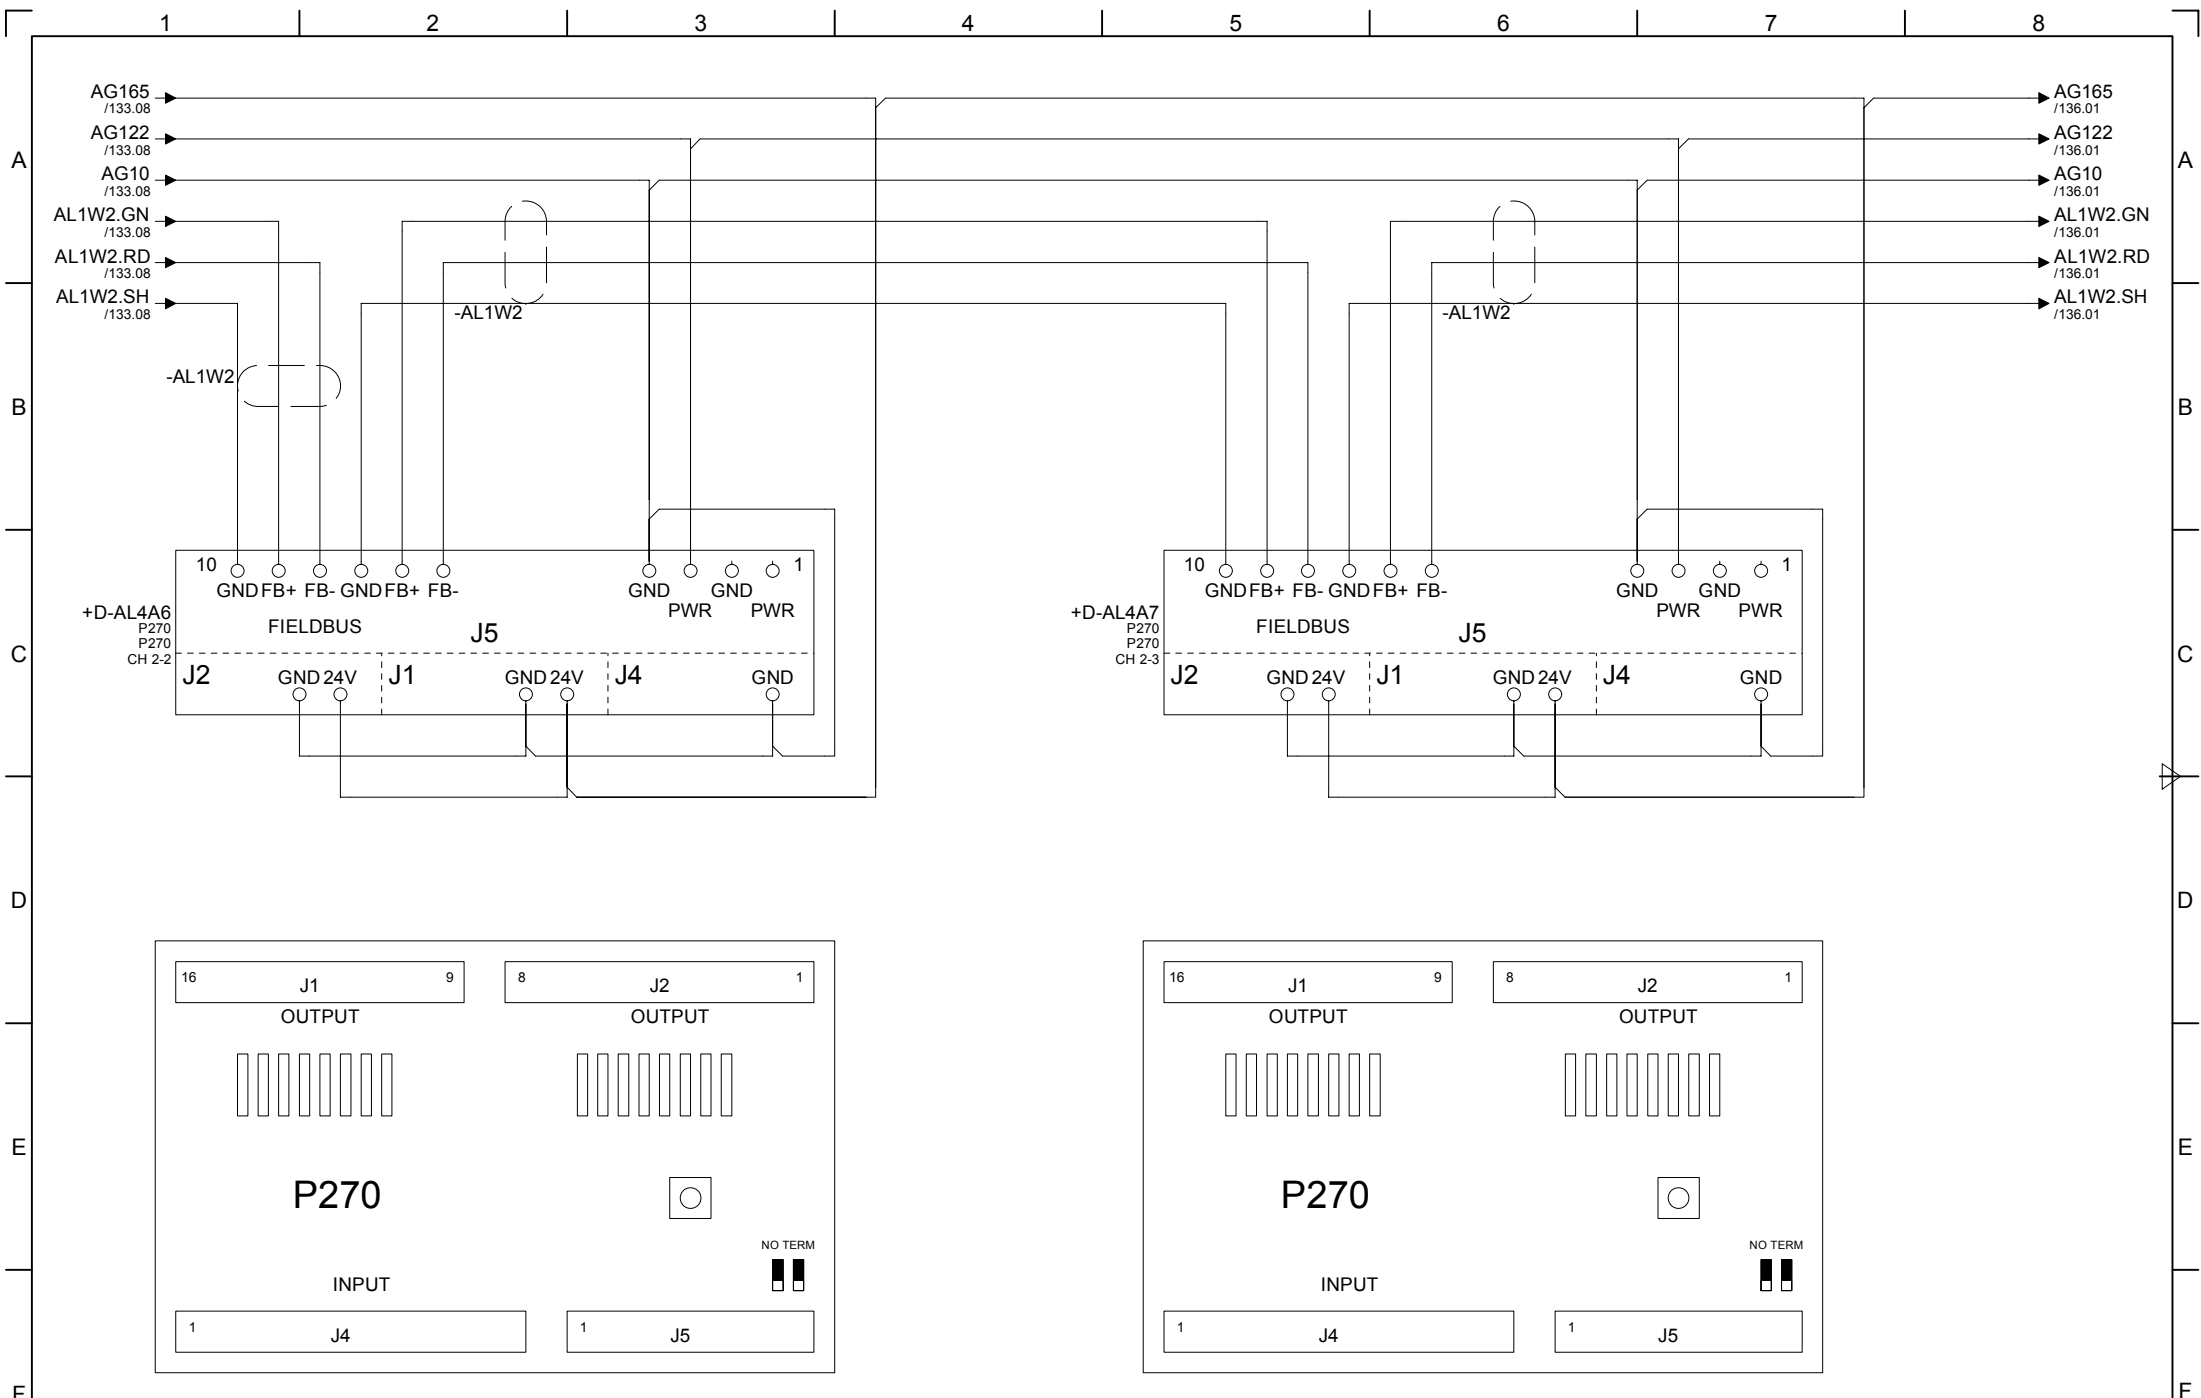 1 2 3 4 5 6 7 8
AG165 AG165
/133.08 /136.01
AG122 AG122
/133.08 /136.01
A A
AG10 AG10
/133.08 /136.01
AL1W2.GN AL1W2.GN
/133.08 /136.01
AL1W2.RD AL1W2.RD
/133.08 /136.01
AL1W2.SH AL1W2.SH
/133.08 /136.01
-AL1W2 -AL1W2
-AL1W2
B B
10 1 10 1
GND FB+ FB- GND FB+ FB- GND GND GND FB+ FB- GND FB+ FB- GND GND
+D-AL4A6 PWR PWR +D-AL4A7 PWR PWR
P270 FIELDBUS J5 P270 FIELDBUS J5
P270 P270
C C
CH 2-2 CH 2-3
J2 GND 24V J1 GND 24V J4 GND J2 GND 24V J1 GND 24V J4 GND
D D
16 J1 9 8 J2 1 16 J1 9 8 J2 1
OUTPUT OUTPUT OUTPUT OUTPUT
E E
P270 P270
NO TERM NO TERM
INPUT INPUT
1 J4 1 J5 1 J4 1 J5
F F